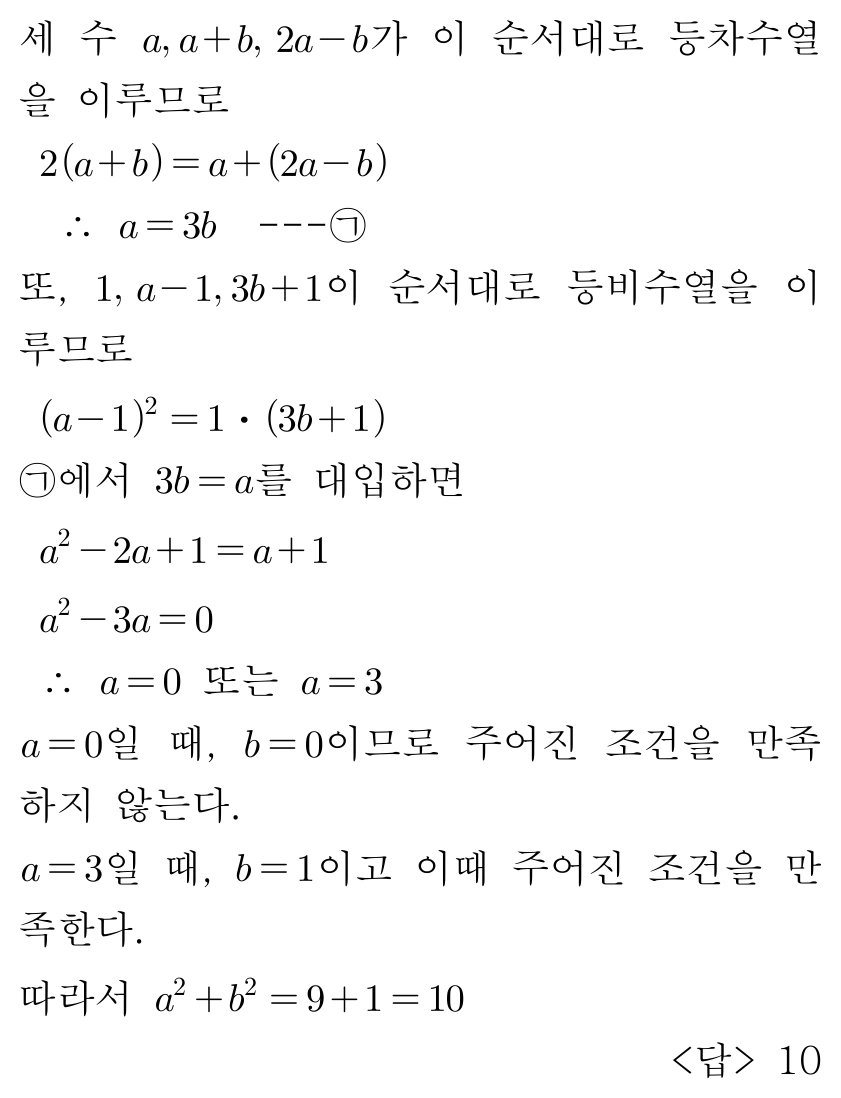 세 수 a, a+b, 2a-b가 이 순서대로 등차수열
을 이루므로
2(a+b)=a+(2a-b)
∴ a=3b ---㉠
또, 1, a-1, 3b+1이 순서대로 등비수열을 이
루므로
(a-1)²=1·(3b+1)
㉠에서 3b=a를 대입하면
a²-2a+1=a+1
a²-3a=0
∴ a=0 또는 a=3
a=0일 때, b=0이므로 주어진 조건을 만족
하지 않는다.
a=3일 때, b=1이고 이때 주어진 조건을 만
족한다.
따라서 a²+b²=9+1=10
<답> 10